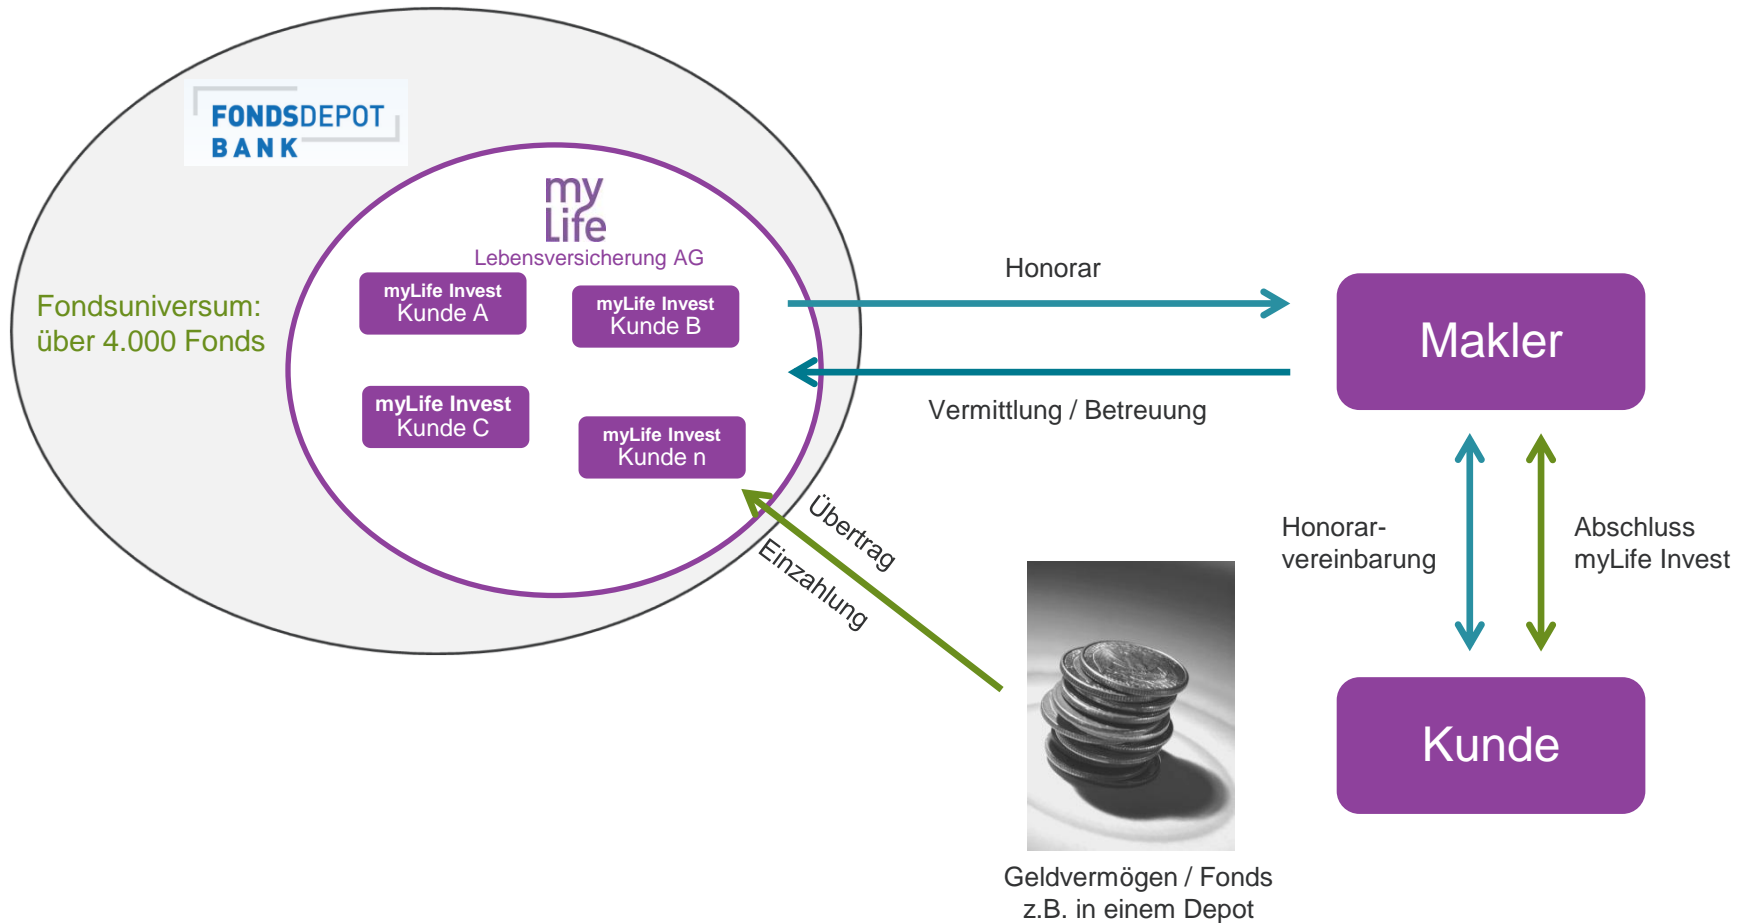 FONDSDEPOT
BANK
my
Life
Lebensversicherung AG
myLife Invest
Kunde A
myLife Invest
Kunde B
myLife Invest
Kunde C
myLife Invest
Kunde n
Fondsuniversum:
über 4.000 Fonds
Honorar
Vermittlung / Betreuung
Makler
Übertrag
Einzahlung
Honorar-
vereinbarung
Abschluss
myLife Invest
Kunde
Geldvermögen / Fonds
z.B. in einem Depot